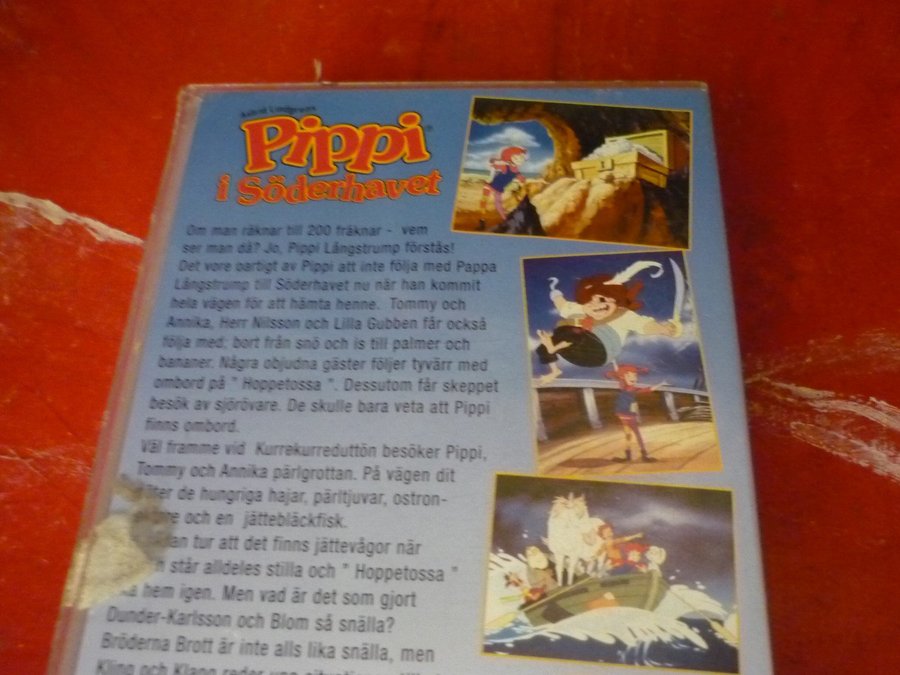 Astrid Lindgrens
Pippi
i Söderhavet
Om man räknar till 200 fräknar - vem
ser man då? Jo, Pippi Långstrump förstås!
Det vore oartigt av Pippi att inte följa med Pappa
Långstrump till Söderhavet nu när han kommit
hela vägen för att hämta henne. Tommy och
Annika, Herr Nilsson och Lilla Gubben får också
följa med; bort från snö och is till palmer och
bananer. Några objudna gäster följer tyvärr med
ombord på " Hoppetossa ". Dessutom får skeppet
besök av sjörövare. De skulle bara veta att Pippi
finns ombord.
Väl framme vid Kurrekurreduttön besöker Pippi,
Tommy och Annika pärlgrottan. På vägen dit
de hungriga hajar, pärltjuvar, ostron-
och en jättebläckfisk.
tur att det finns jättevågor när
står alldeles stilla och " Hoppetossa "
hem igen. Men vad är det som gjort
Dunder-Karlsson och Blom så snälla?
Bröderna Brott är inte alls lika snälla, men
Kling och Klang reder